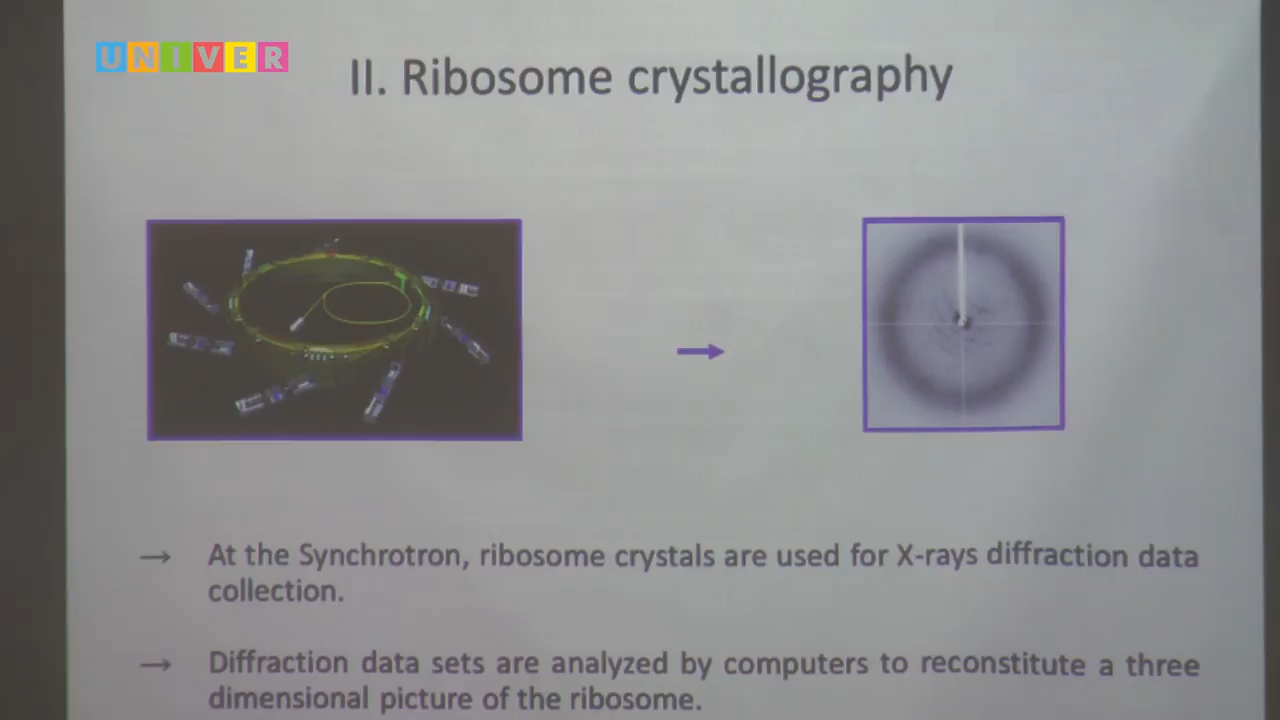 UNIVER
II. Ribosome crystallography
→ At the Synchrotron, ribosome crystals are used for X-rays diffraction data
collection.
→ Diffraction data sets are analyzed by computers to reconstitute a three
dimensional picture of the ribosome.